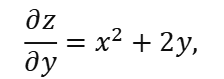 ∂z/∂y = x² + 2y,